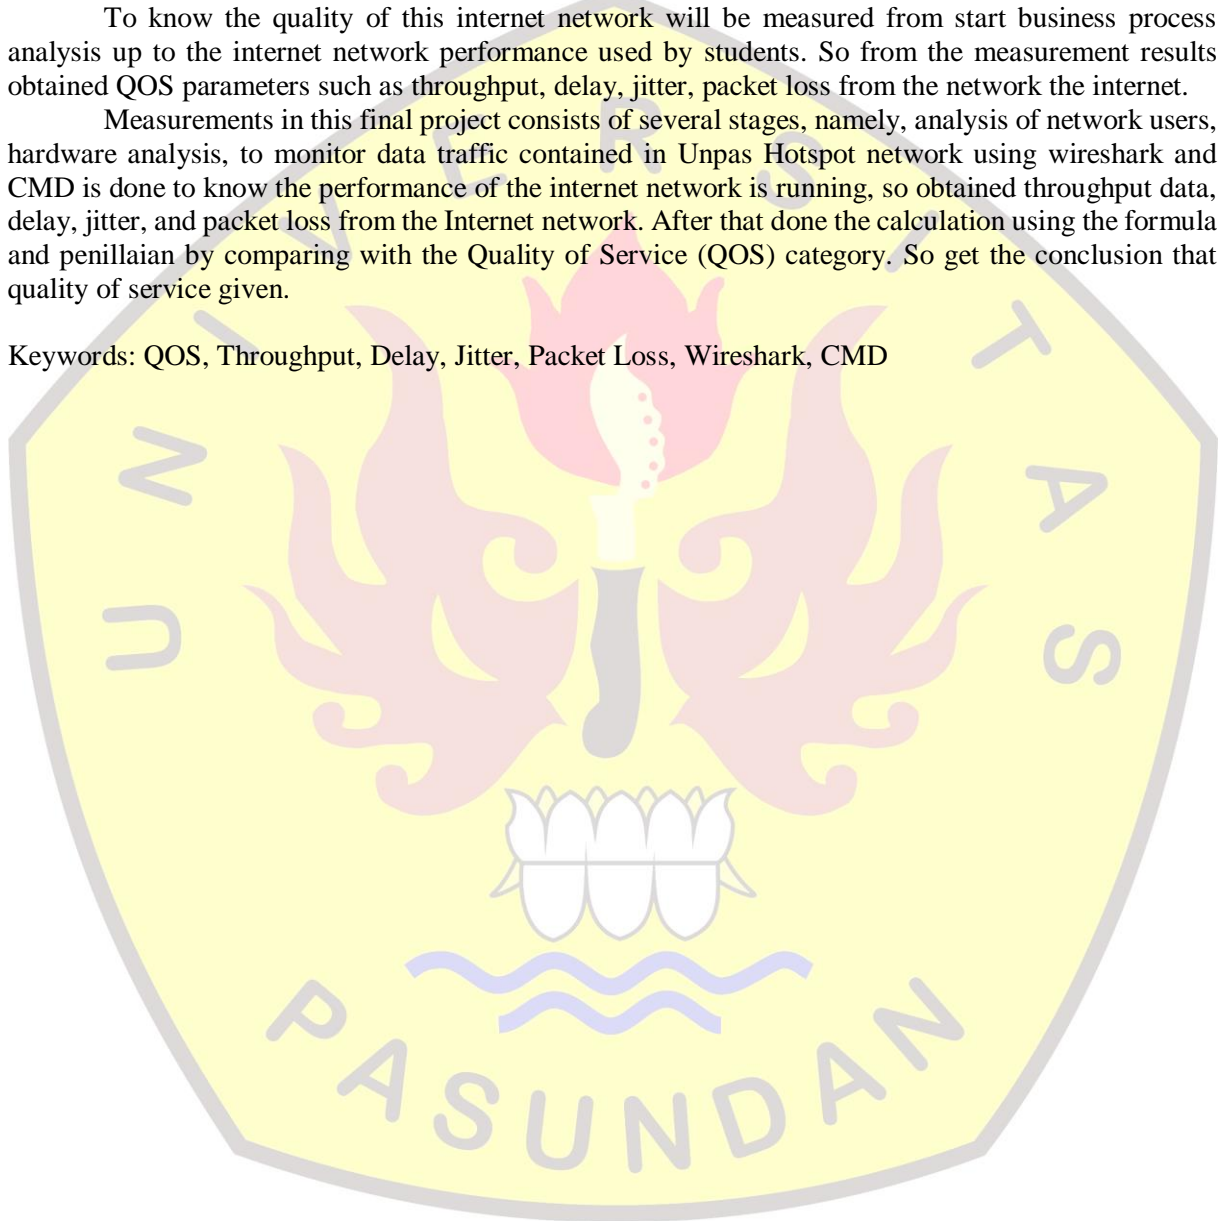 To know the quality of this internet network will be measured from start business process
analysis up to the internet network performance used by students. So from the measurement results
obtained QOS parameters such as throughput, delay, jitter, packet loss from the network the internet.
Measurements in this final project consists of several stages, namely, analysis of network users,
hardware analysis, to monitor data traffic contained in Unpas Hotspot network using wireshark and
CMD is done to know the performance of the internet network is running, so obtained throughput data,
delay, jitter, and packet loss from the Internet network. After that done the calculation using the formula
and penillaian by comparing with the Quality of Service (QOS) category. So get the conclusion that
quality of service given.
Keywords: QOS, Throughput, Delay, Jitter, Packet Loss, Wireshark, CMD
UNIVERSITAS
PASUNDAN